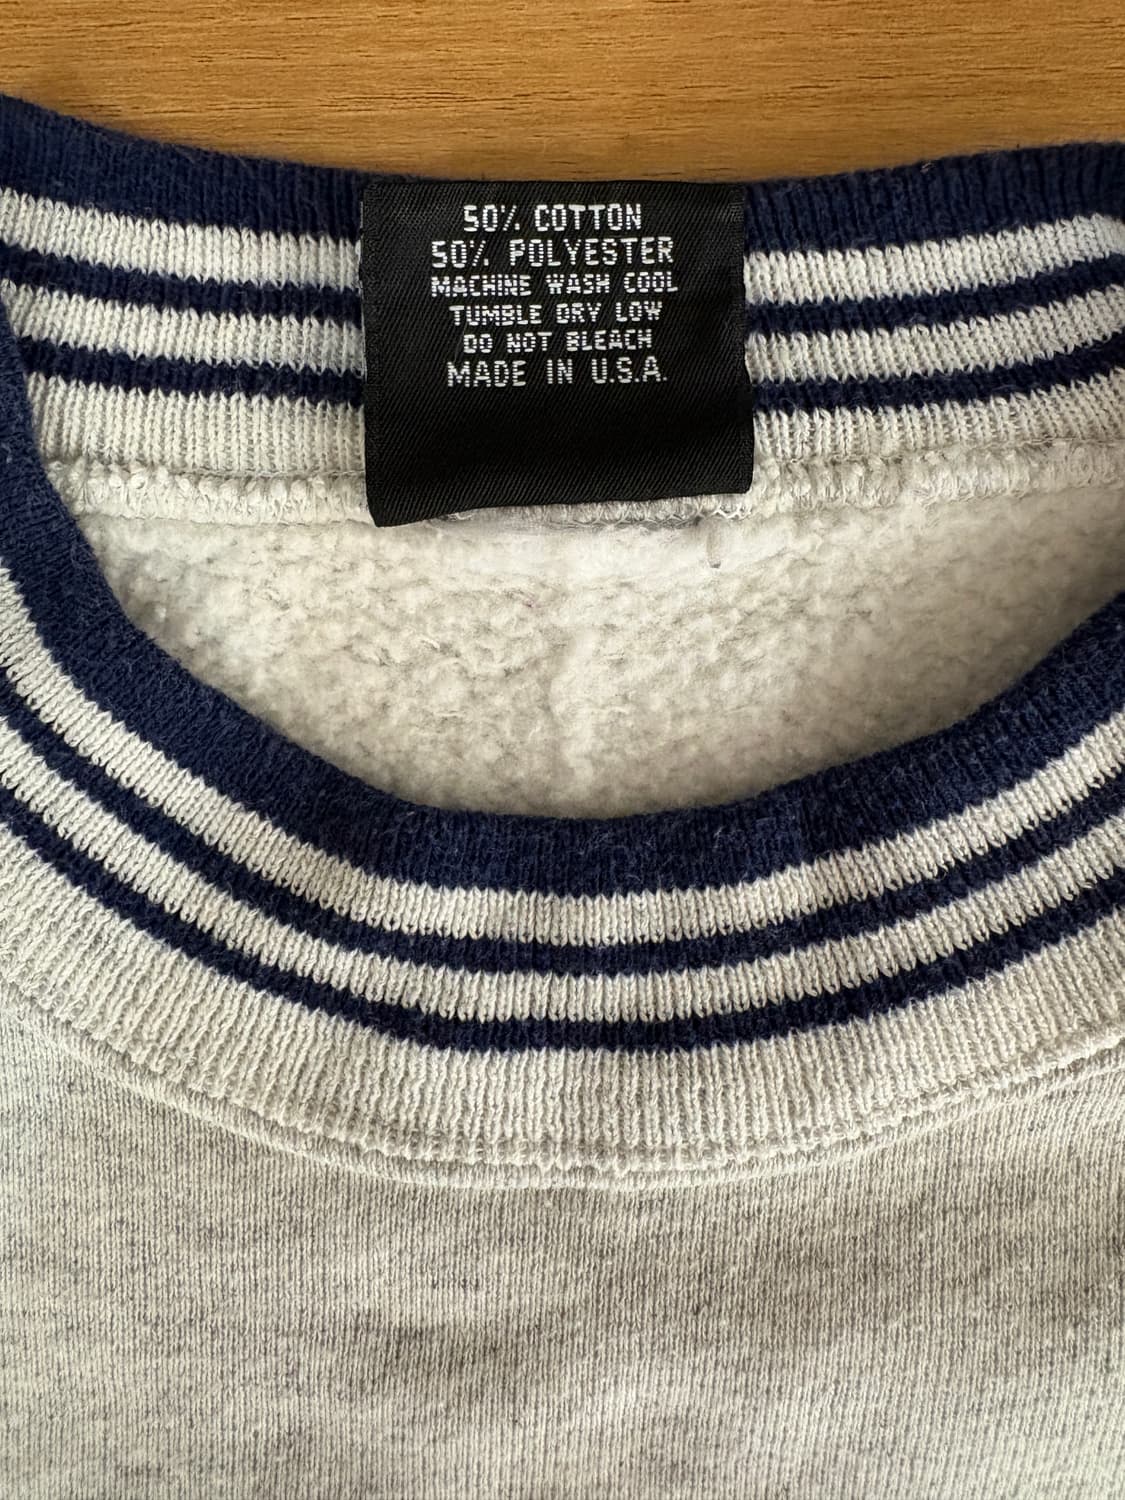 50% COTTON
50% POLYESTER
MACHINE WASH COOL
TUMBLE DRY LOW
DO NOT BLEACH
MADE IN U.S.A.